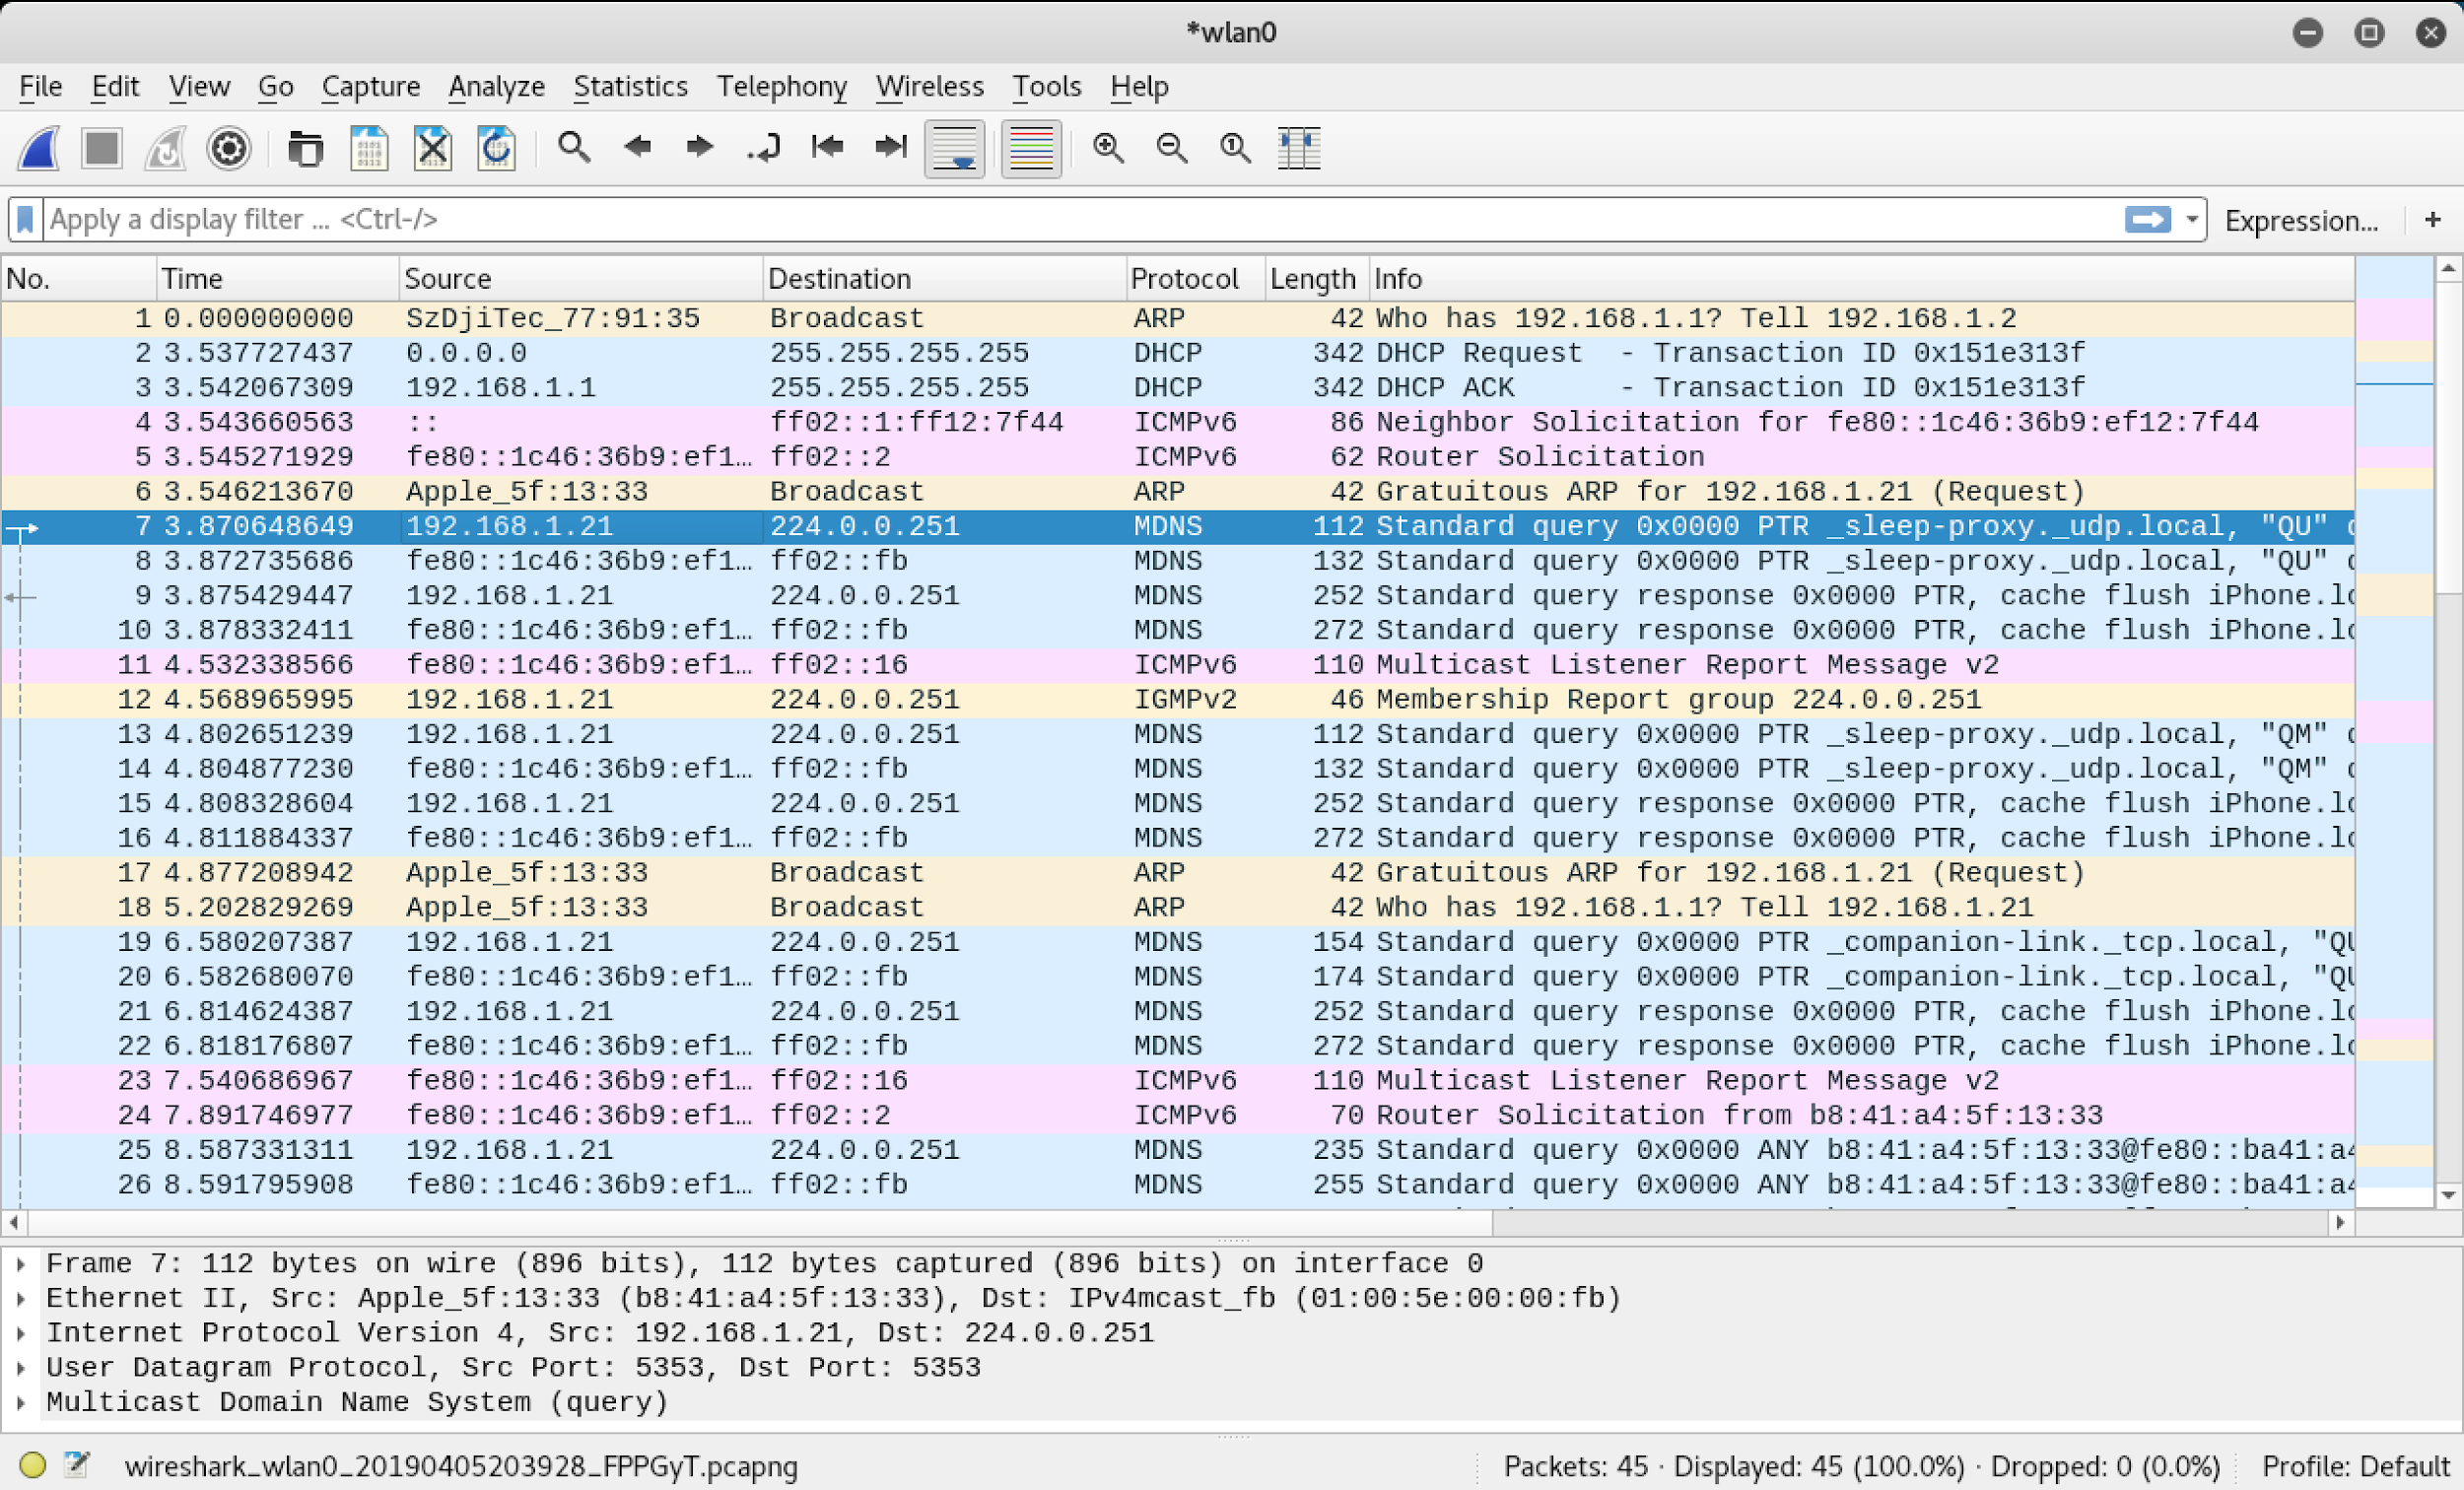 *wlan0
File Edit View Go Capture Analyze Statistics Telephony Wireless Tools Help
Apply a display filter ... <Ctrl-/> Expression... +
No. Time Source Destination Protocol Length Info
1 0.000000000 SzDjiTec_77:91:35 Broadcast ARP 42 Who has 192.168.1.1? Tell 192.168.1.2
2 3.537727437 0.0.0.0 255.255.255.255 DHCP 342 DHCP Request - Transaction ID 0x151e313f
3 3.542067309 192.168.1.1 255.255.255.255 DHCP 342 DHCP ACK - Transaction ID 0x151e313f
4 3.543660563 :: ff02::1:ff12:7f44 ICMPv6 86 Neighbor Solicitation for fe80::1c46:36b9:ef12:7f44
5 3.545271929 fe80::1c46:36b9:ef1… ff02::2 ICMPv6 62 Router Solicitation
6 3.546213670 Apple_5f:13:33 Broadcast ARP 42 Gratuitous ARP for 192.168.1.21 (Request)
7 3.870648649 192.168.1.21 224.0.0.251 MDNS 112 Standard query 0x0000 PTR _sleep-proxy._udp.local, "QU"
8 3.872735686 fe80::1c46:36b9:ef1… ff02::fb MDNS 132 Standard query 0x0000 PTR _sleep-proxy._udp.local, "QU"
9 3.875429447 192.168.1.21 224.0.0.251 MDNS 252 Standard query response 0x0000 PTR, cache flush iPhone.lo
10 3.878332411 fe80::1c46:36b9:ef1… ff02::fb MDNS 272 Standard query response 0x0000 PTR, cache flush iPhone.lo
11 4.532338566 fe80::1c46:36b9:ef1… ff02::16 ICMPv6 110 Multicast Listener Report Message v2
12 4.568965995 192.168.1.21 224.0.0.251 IGMPv2 46 Membership Report group 224.0.0.251
13 4.802651239 192.168.1.21 224.0.0.251 MDNS 112 Standard query 0x0000 PTR _sleep-proxy._udp.local, "QM"
14 4.804877230 fe80::1c46:36b9:ef1… ff02::fb MDNS 132 Standard query 0x0000 PTR _sleep-proxy._udp.local, "QM"
15 4.808328604 192.168.1.21 224.0.0.251 MDNS 252 Standard query response 0x0000 PTR, cache flush iPhone.lo
16 4.811884337 fe80::1c46:36b9:ef1… ff02::fb MDNS 272 Standard query response 0x0000 PTR, cache flush iPhone.lo
17 4.877208942 Apple_5f:13:33 Broadcast ARP 42 Gratuitous ARP for 192.168.1.21 (Request)
18 5.202829269 Apple_5f:13:33 Broadcast ARP 42 Who has 192.168.1.1? Tell 192.168.1.21
19 6.580207387 192.168.1.21 224.0.0.251 MDNS 154 Standard query 0x0000 PTR _companion-link._tcp.local, "QU
20 6.582680070 fe80::1c46:36b9:ef1… ff02::fb MDNS 174 Standard query 0x0000 PTR _companion-link._tcp.local, "QU
21 6.814624387 192.168.1.21 224.0.0.251 MDNS 252 Standard query response 0x0000 PTR, cache flush iPhone.lo
22 6.818176807 fe80::1c46:36b9:ef1… ff02::fb MDNS 272 Standard query response 0x0000 PTR, cache flush iPhone.lo
23 7.540686967 fe80::1c46:36b9:ef1… ff02::16 ICMPv6 110 Multicast Listener Report Message v2
24 7.891746977 fe80::1c46:36b9:ef1… ff02::2 ICMPv6 70 Router Solicitation from b8:41:a4:5f:13:33
25 8.587331311 192.168.1.21 224.0.0.251 MDNS 235 Standard query 0x0000 ANY b8:41:a4:5f:13:33@fe80::ba41:a4
26 8.591795908 fe80::1c46:36b9:ef1… ff02::fb MDNS 255 Standard query 0x0000 ANY b8:41:a4:5f:13:33@fe80::ba41:a4
Frame 7: 112 bytes on wire (896 bits), 112 bytes captured (896 bits) on interface 0
Ethernet II, Src: Apple_5f:13:33 (b8:41:a4:5f:13:33), Dst: IPv4mcast_fb (01:00:5e:00:00:fb)
Internet Protocol Version 4, Src: 192.168.1.21, Dst: 224.0.0.251
User Datagram Protocol, Src Port: 5353, Dst Port: 5353
Multicast Domain Name System (query)
wireshark_wlan0_20190405203928_FPPGyT.pcapng Packets: 45 · Displayed: 45 (100.0%) · Dropped: 0 (0.0%) Profile: Default